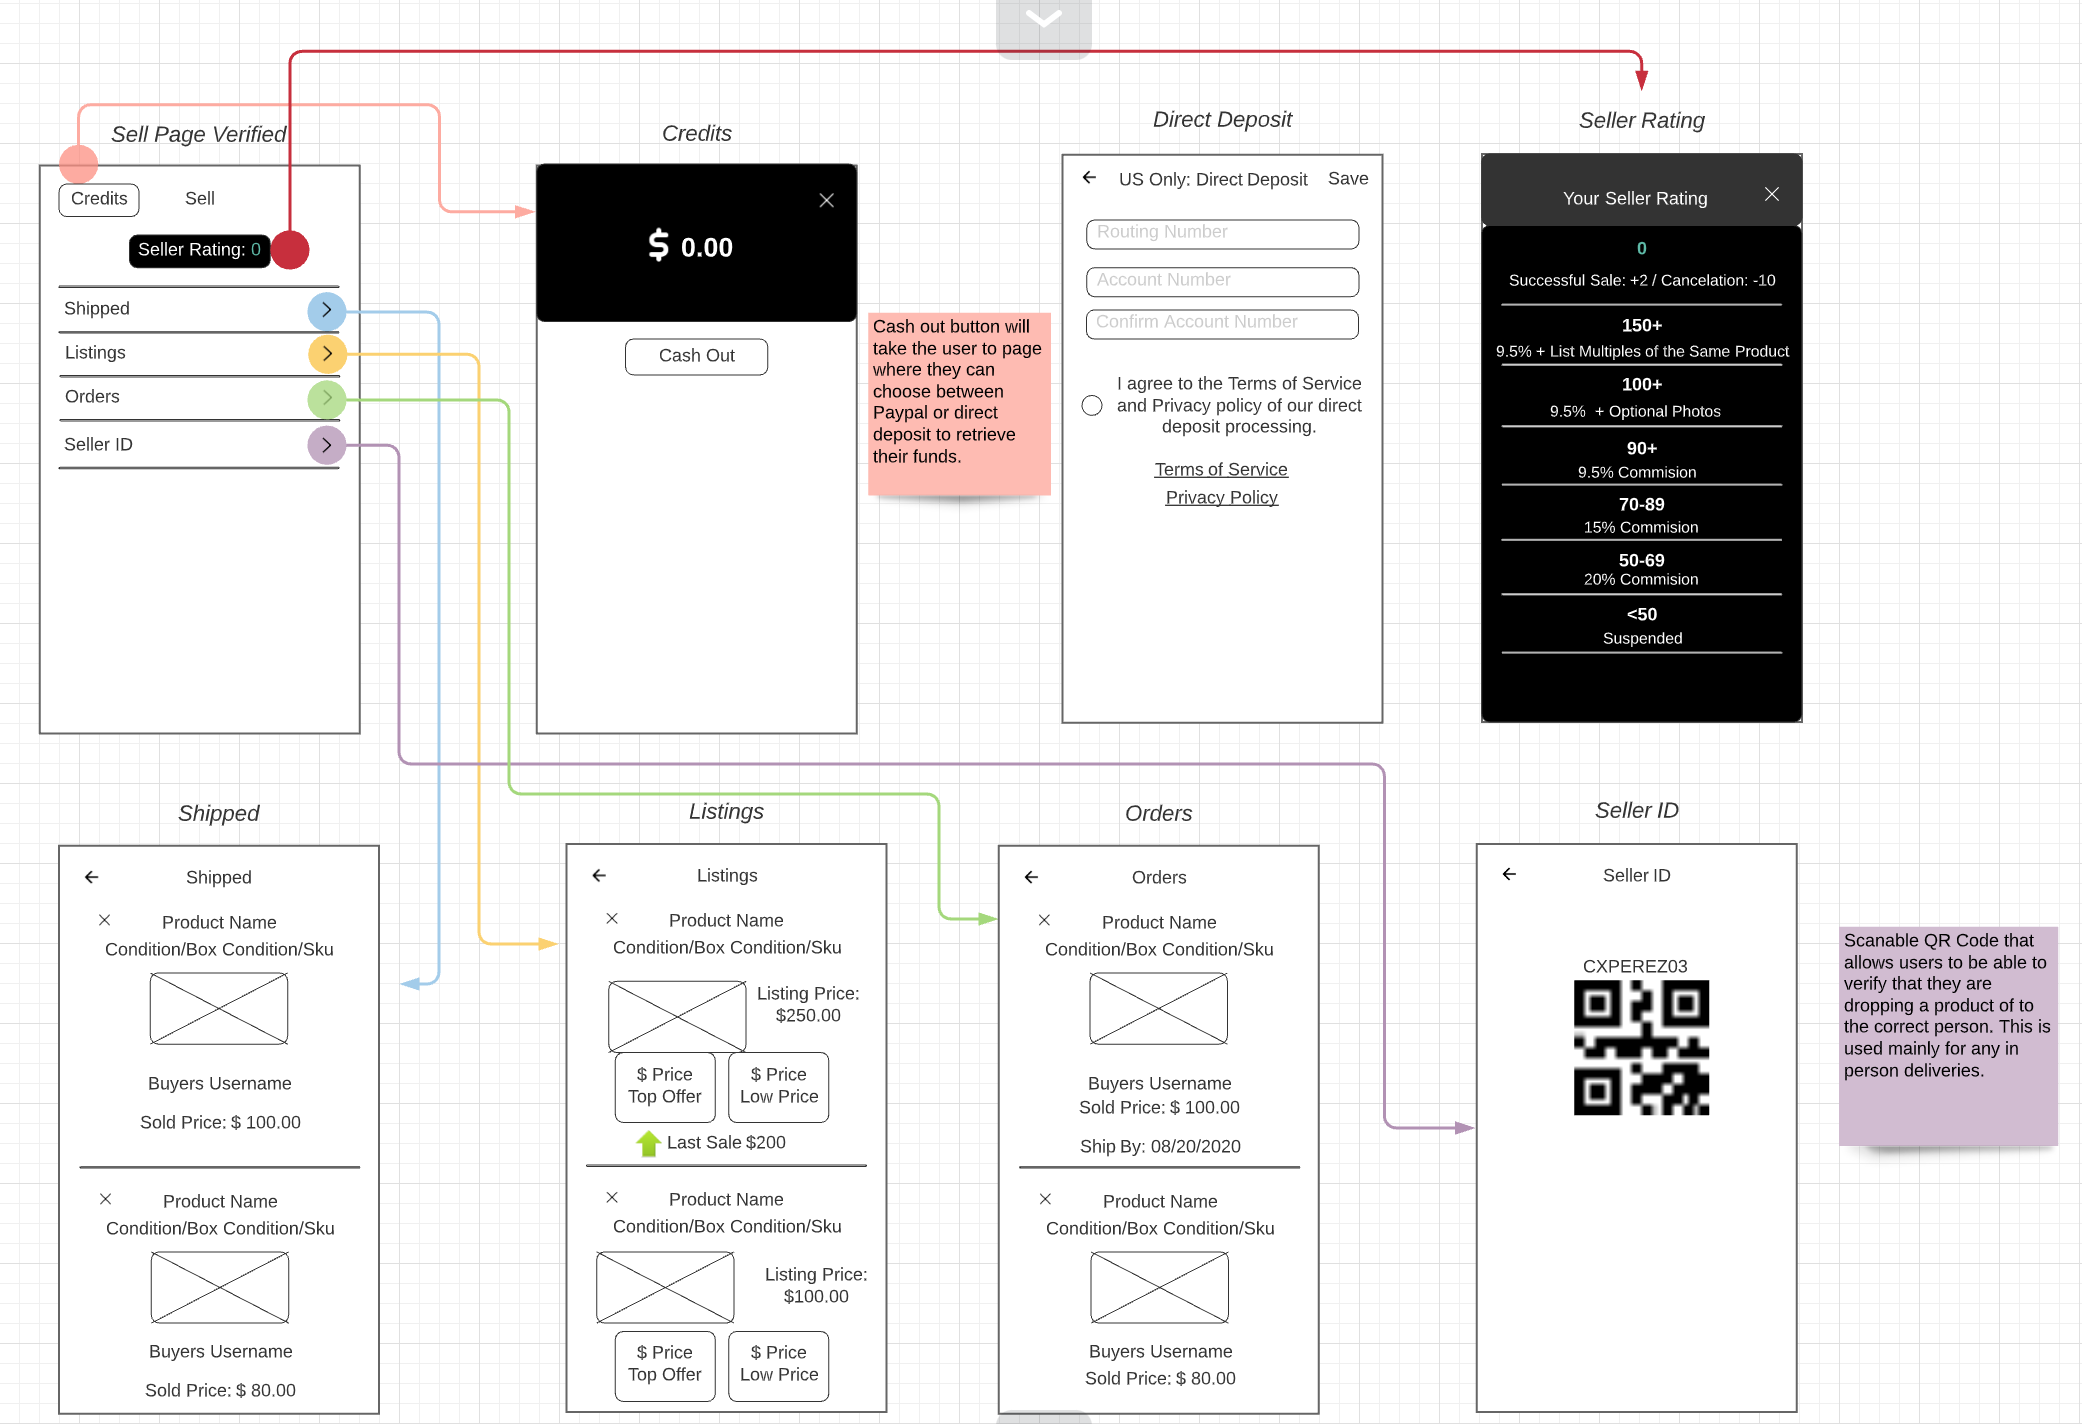 Sell Page Verified
Credits
Sell
Seller Rating: 0
Shipped
Listings
Orders
Seller ID
Credits
$ 0.00
Cash Out
Cash out button will
take the user to page
where they can
choose between
Paypal or direct
deposit to retrieve
their funds.
Direct Deposit
US Only: Direct Deposit
Save
Routing Number
Account Number
Confirm Account Number
I agree to the Terms of Service
and Privacy policy of our direct
deposit processing.
Terms of Service
Privacy Policy
Seller Rating
Your Seller Rating
0
Successful Sale: +2 / Cancelation: -10
150+
9.5% + List Multiples of the Same Product
100+
9.5% + Optional Photos
90+
9.5% Commision
70-89
15% Commision
50-69
20% Commision
<50
Suspended
Shipped
Shipped
Product Name
Condition/Box Condition/Sku
Buyers Username
Sold Price: $ 100.00
Product Name
Condition/Box Condition/Sku
Buyers Username
Sold Price: $ 80.00
Listings
Listings
Product Name
Condition/Box Condition/Sku
Listing Price:
$250.00
$ Price
Top Offer
$ Price
Low Price
Last Sale $200
Product Name
Condition/Box Condition/Sku
Listing Price:
$100.00
$ Price
Top Offer
$ Price
Low Price
Orders
Orders
Product Name
Condition/Box Condition/Sku
Buyers Username
Sold Price: $ 100.00
Ship By: 08/20/2020
Product Name
Condition/Box Condition/Sku
Buyers Username
Sold Price: $ 80.00
Seller ID
Seller ID
CXPEREZ03
Scanable QR Code that
allows users to be able to
verify that they are
dropping a product of to
the correct person. This is
used mainly for any in
person deliveries.